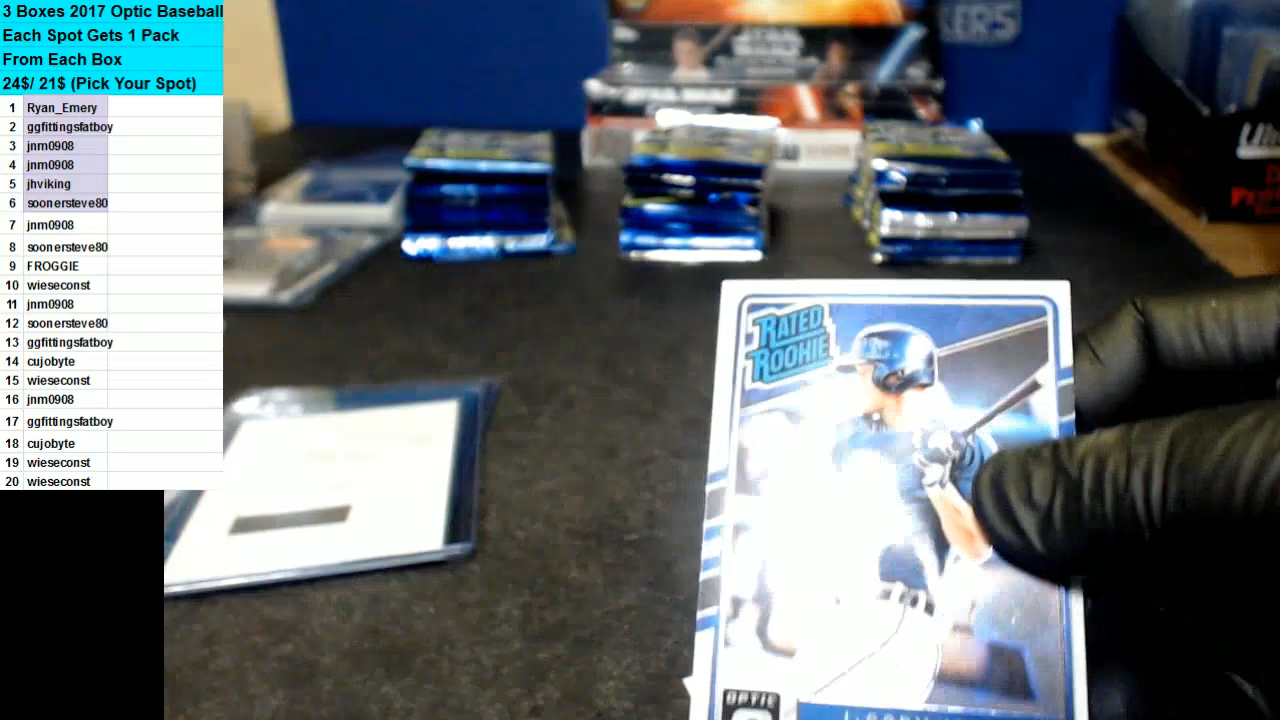 3 Boxes 2017 Optic Baseball
Each Spot Gets 1 Pack
From Each Box
24$/ 21$ (Pick Your Spot)
1 Ryan_Emery
2 ggfittingsfatboy
3 jnm0908
4 jnm0908
5 jhviking
6 soonersteve80
7 jnm0908
8 soonersteve80
9 FROGGIE
10 wieseconst
11 jnm0908
12 soonersteve80
13 ggfittingsfatboy
14 cujobyte
15 wieseconst
16 jnm0908
17 ggfittingsfatboy
18 cujobyte
19 wieseconst
20 wieseconst
STAR
WARS
KERS
RATED
ROOKIE
OPTIC